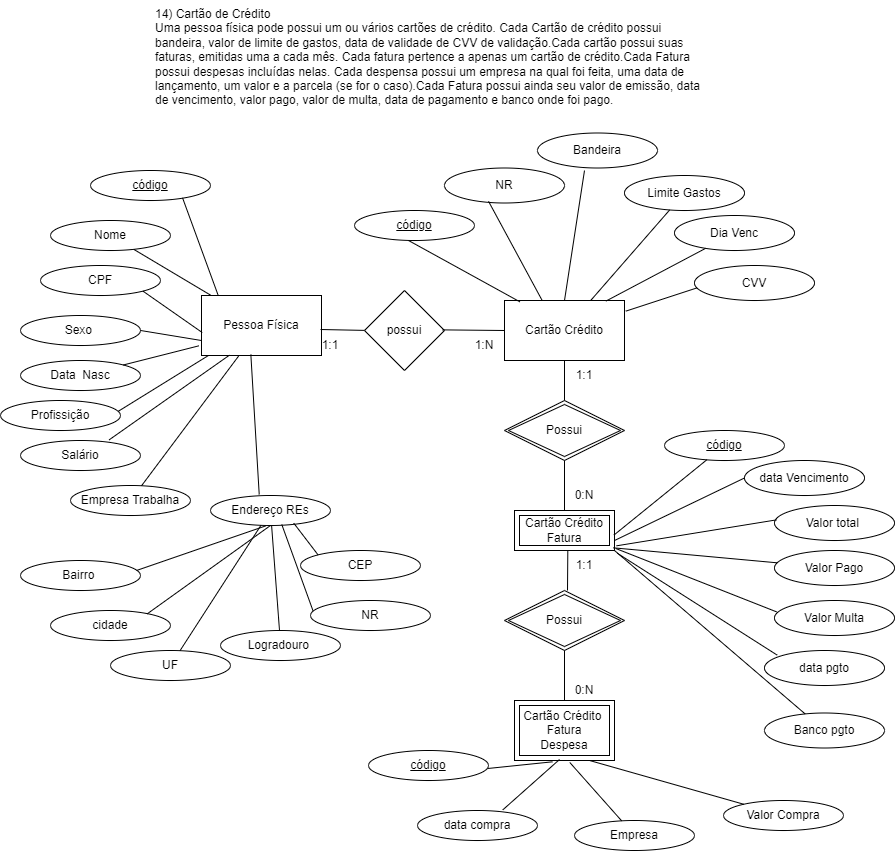 14) Cartão de Crédito
Uma pessoa física pode possui um ou vários cartões de crédito. Cada Cartão de crédito possui
bandeira, valor de limite de gastos, data de validade de CVV de validação.Cada cartão possui suas
faturas, emitidas uma a cada mês. Cada fatura pertence a apenas um cartão de crédito.Cada Fatura
possui despesas incluídas nelas. Cada despensa possui um empresa na qual foi feita, uma data de
lançamento, um valor e a parcela (se for o caso).Cada Fatura possui ainda seu valor de emissão, data
de vencimento, valor pago, valor de multa, data de pagamento e banco onde foi pago.
Bandeira
código
NR
Limite Gastos
código
Dia Venc
Nome
CPF
CVV
Pessoa Física
possui
Cartão Crédito
Sexo
1:1
1:N
Data Nasc
1:1
Profissição
Possui
código
Salário
data Vencimento
Empresa Trabalha
0:N
Endereço REs
Cartão Crédito
Fatura
Valor total
CEP
1:1
Valor Pago
Bairro
NR
Possui
Valor Multa
cidade
Logradouro
UF
data pgto
0:N
Cartão Crédito
Fatura
Despesa
Banco pgto
código
Valor Compra
data compra
Empresa